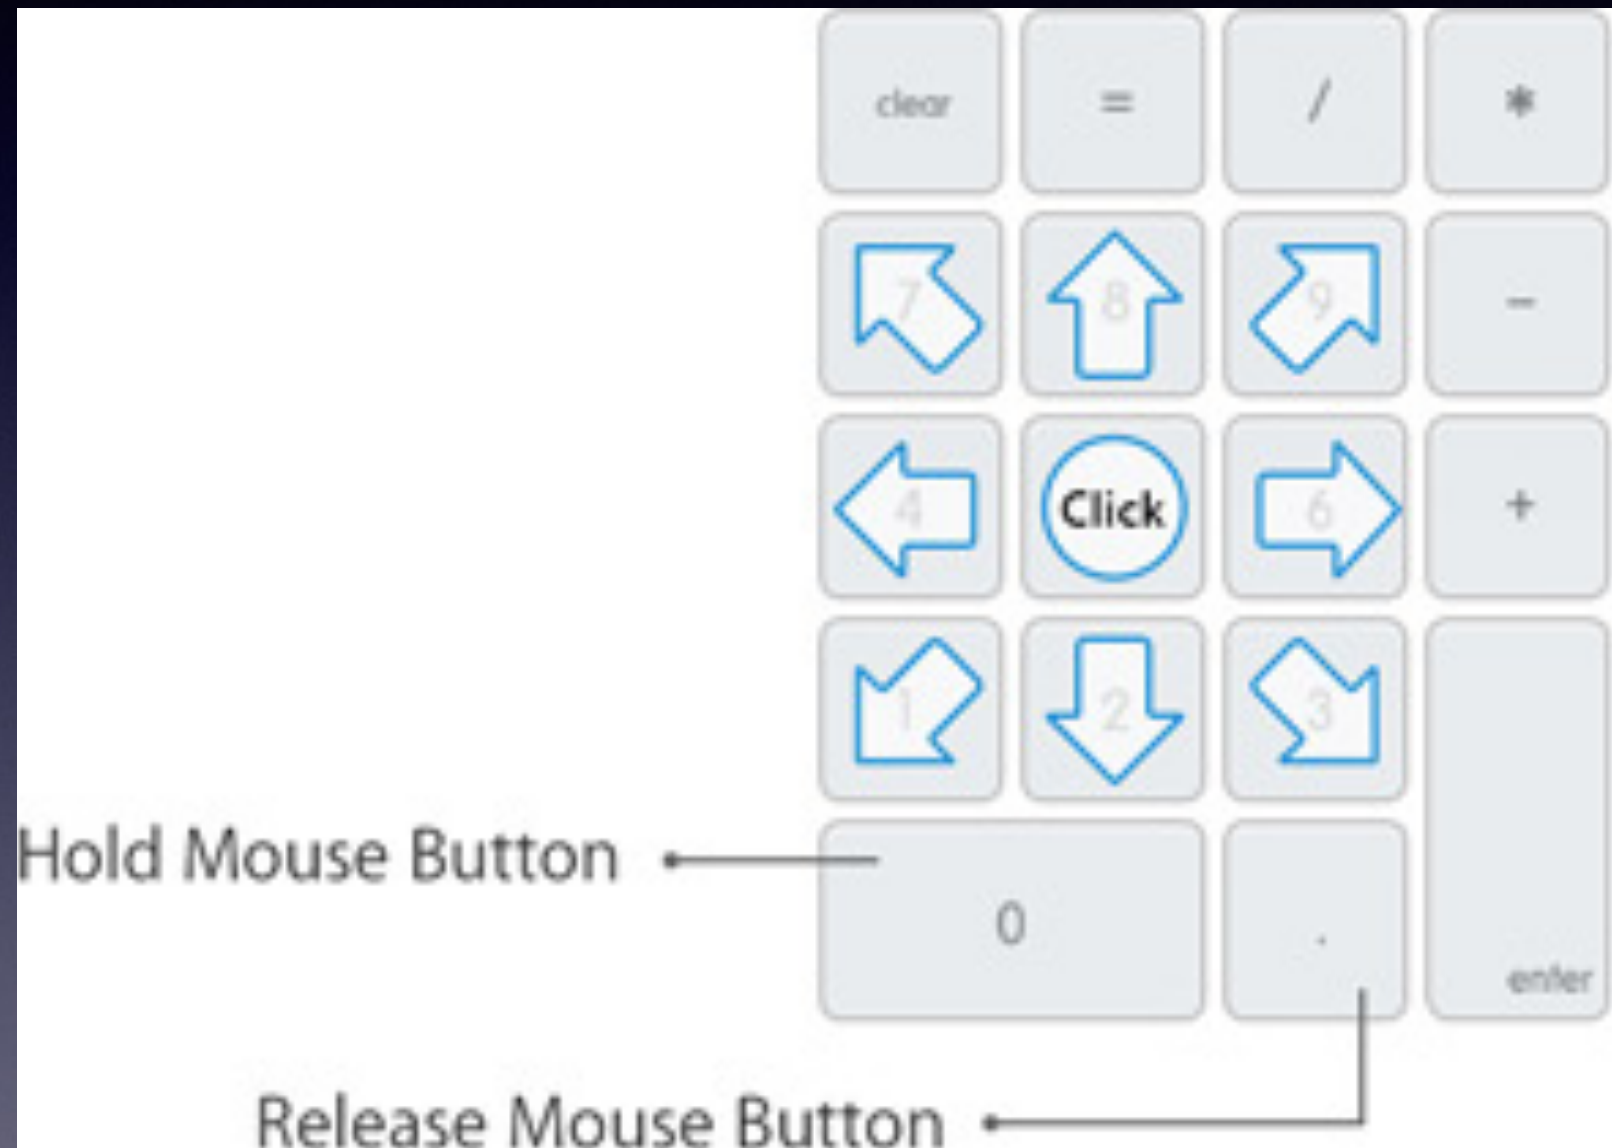 clear = / *
7 8 9 -
4 Click 6 +
1 2 3
Hold Mouse Button
0 .
enter
Release Mouse Button